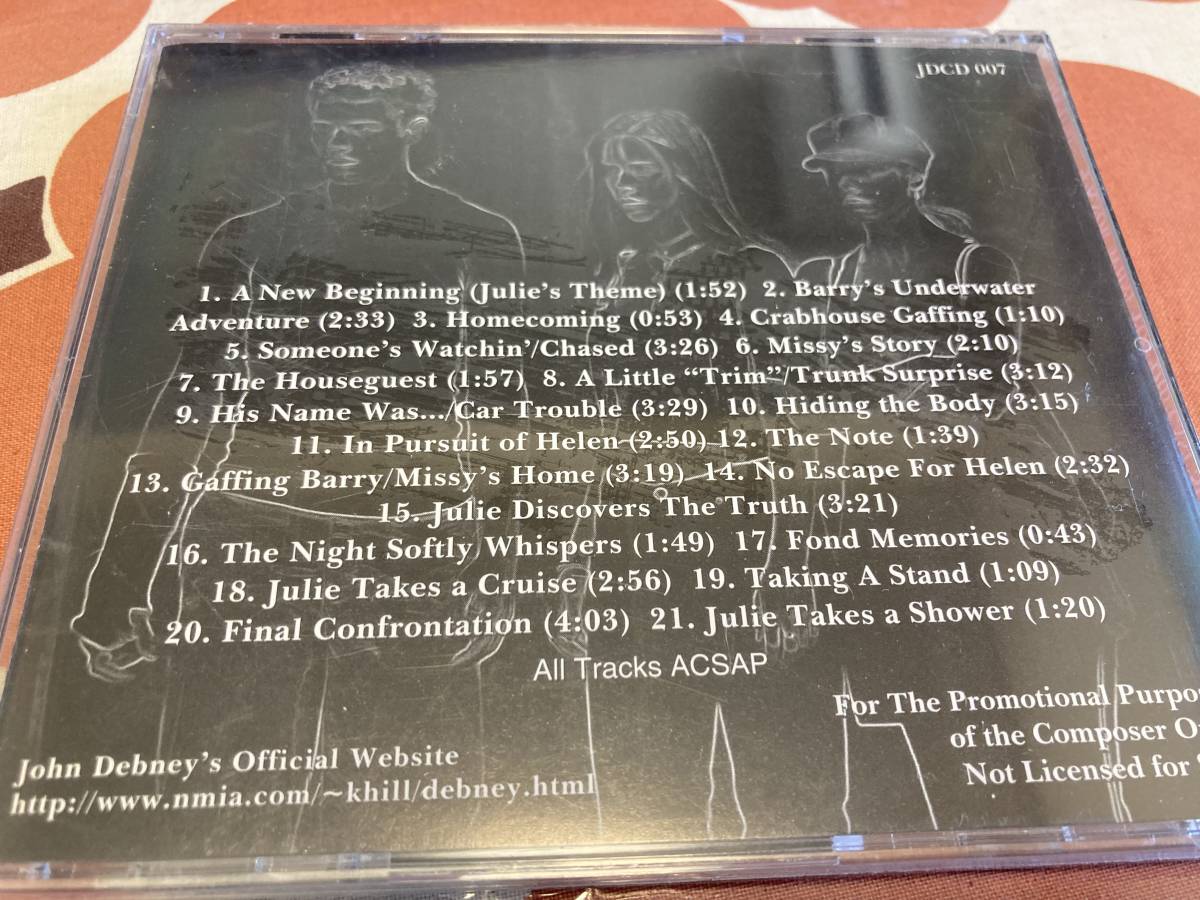 JDCD 007
1. A New Beginning (Julie's Theme) (1:52) 2. Barry's Underwater
Adventure (2:33) 3. Homecoming (0:53) 4. Crabhouse Gaffing (1:10)
5. Someone's Watchin'/Chased (3:26) 6. Missy's Story (2:10)
7. The Houseguest (1:57) 8. A Little “Trim”/Trunk Surprise (3:12)
9. His Name Was.../Car Trouble (3:29) 10. Hiding the Body (3:15)
11. In Pursuit of Helen (2:50) 12. The Note (1:39)
13. Gaffing Barry/Missy's Home (3:19) 14. No Escape For Helen (2:32)
15. Julie Discovers The Truth (3:21)
16. The Night Softly Whispers (1:49) 17. Fond Memories (0:43)
18. Julie Takes a Cruise (2:56) 19. Taking A Stand (1:09)
20. Final Confrontation (4:03) 21. Julie Takes a Shower (1:20)
All Tracks ACSAP
For The Promotional
of the Composer
Not Licensed for
John Debney's Official Website
http://www.nmia.com/~khill/debney.html